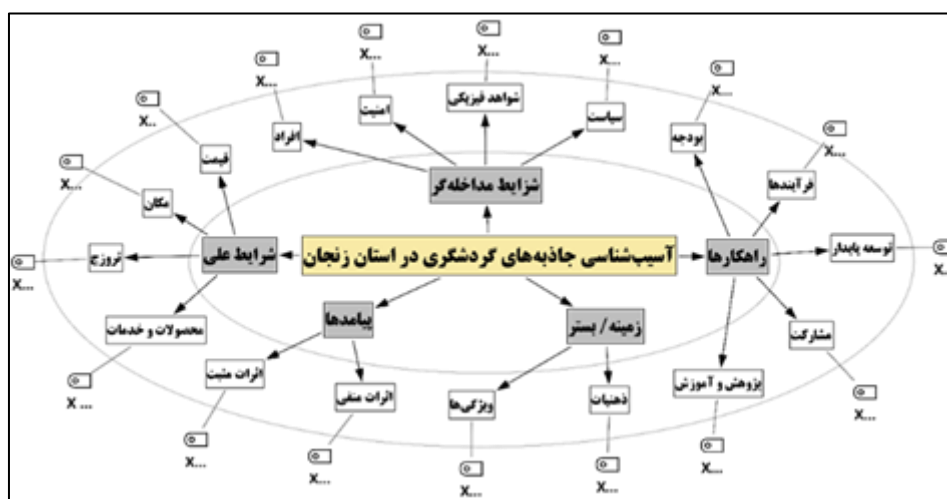 X...
X...
X...
X...
X...
X..
X...
X...
شواهد فیزیکی
سیاست
امنیت
افراد
بودجه
فرآیندها
قیمت
مکان
شزایط مداخله‌گر
آسیب‌شناسی جاذبه‌های گردشگری در استان زنجان
شرایط علی
راهکارها
توسعه پایدار
تروزج
X...
X..
پیامدها
زمینه / بستر
محصولات و خدمات
مشارکت
اثرات مثبت
اثرات منفی
ویژگی‌ها
ذهنیات
پژوهش و آموزش
X ...
X...
X...
X...
X...
X...
X...